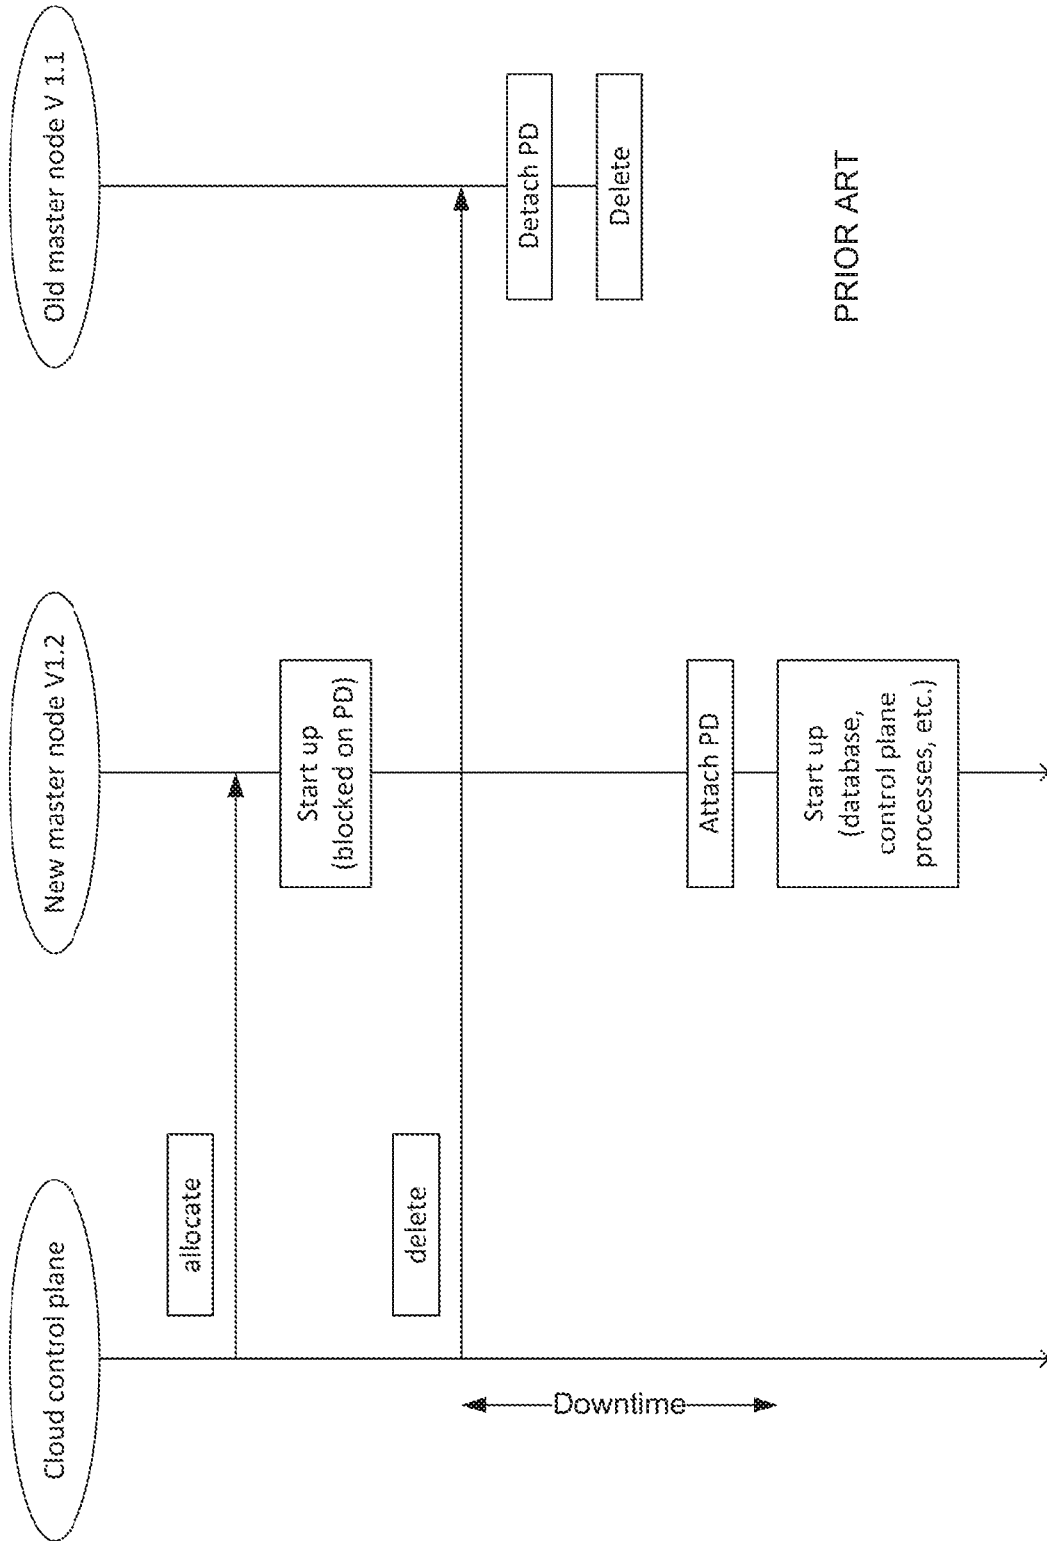 Cloud control plane
New master node V1.2
Old master node V 1.1
allocate
Start up
(blocked on PD)
delete
Detach PD
Delete
Downtime
Attach PD
Start up
(database,
control plane
processes, etc.)
PRIOR ART